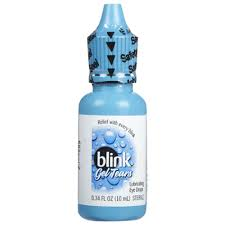 Relief with every blink
blink.
Gel Tears
Lubricating
Eye Drops
0.34 FL OZ (10 mL) STERILE